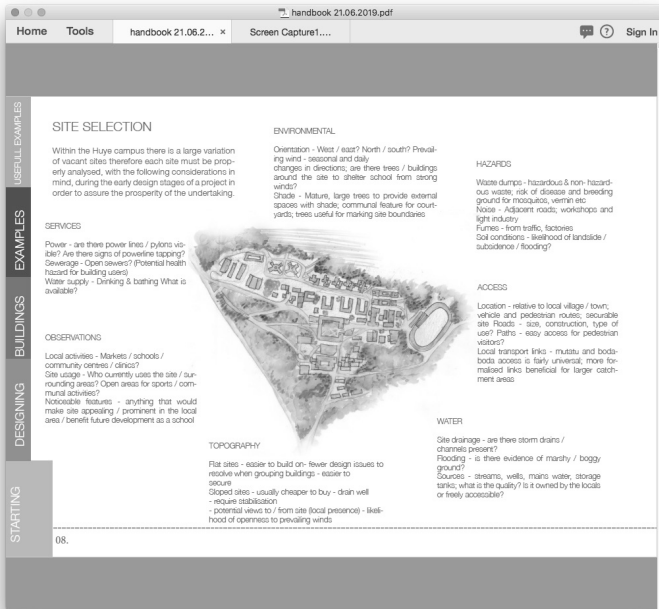 handbook 21.06.2019.pdf
Home
Tools
handbook 21.06.2...
×
Screen Capture1....
?
Sign In
USEFULL EXAMPLES
EXAMPLES
BUILDINGS
DESIGNING
STARTING
SITE SELECTION
Within the Huye campus there is a large variation
of vacant sites therefore each site must be prop-
erly analysed, with the following considerations in
mind, during the early design stages of a project in
order to assure the prosperity of the undertaking.
SERVICES
Power - are there power lines / pylons vis-
ible? Are there signs of powerline tapping?
Sewerage - Open sewers? (Potential health
hazard for building users)
Water supply - Drinking & bathing What is
available?
OBSERVATIONS
Local activities - Markets / schools /
community centres / clinics?
Site usage - Who currently uses the site / sur-
rounding areas? Open areas for sports / com-
munal activities?
Noticeable features - anything that would
make site appealing / prominent in the local
area / benefit future development as a school
ENVIRONMENTAL
Orientation - West / east? North / south? Prevail-
ing wind - seasonal and daily
changes in directions; are there trees / buildings
around the site to shelter school from strong
winds?
Shade - Mature, large trees to provide external
spaces with shade; communal feature for court-
yards; trees useful for marking site boundaries
TOPOGRAPHY
Flat sites - easier to build on- fewer design issues to
resolve when grouping buildings - easier to
secure
Sloped sites - usually cheaper to buy - drain well
- require stabilisation
- potential views to / from site (local presence) - likeli-
hood of openness to prevailing winds
HAZARDS
Waste dumps - hazardous & non- hazard-
ous waste; risk of disease and breeding
ground for mosquitos, vermin etc
Noise - Adjacent roads; workshops and
light industry
Fumes - from traffic, factories
Soil conditions - likelihood of landslide /
subsidence / flooding?
ACCESS
Location - relative to local village / town;
vehicle and pedestrian routes; securable
site Roads - size, construction, type of
use? Paths - easy access for pedestrian
visitors?
Local transport links - mutatu and boda-
boda access is fairly universal; more for-
malised links beneficial for larger catch-
ment areas
WATER
Site drainage - are there storm drains /
channels present?
Flooding - is there evidence of marshy / boggy
ground?
Sources - streams, wells, mains water, storage
tanks; what is the quality? Is it owned by the locals
or freely accessible?
08.